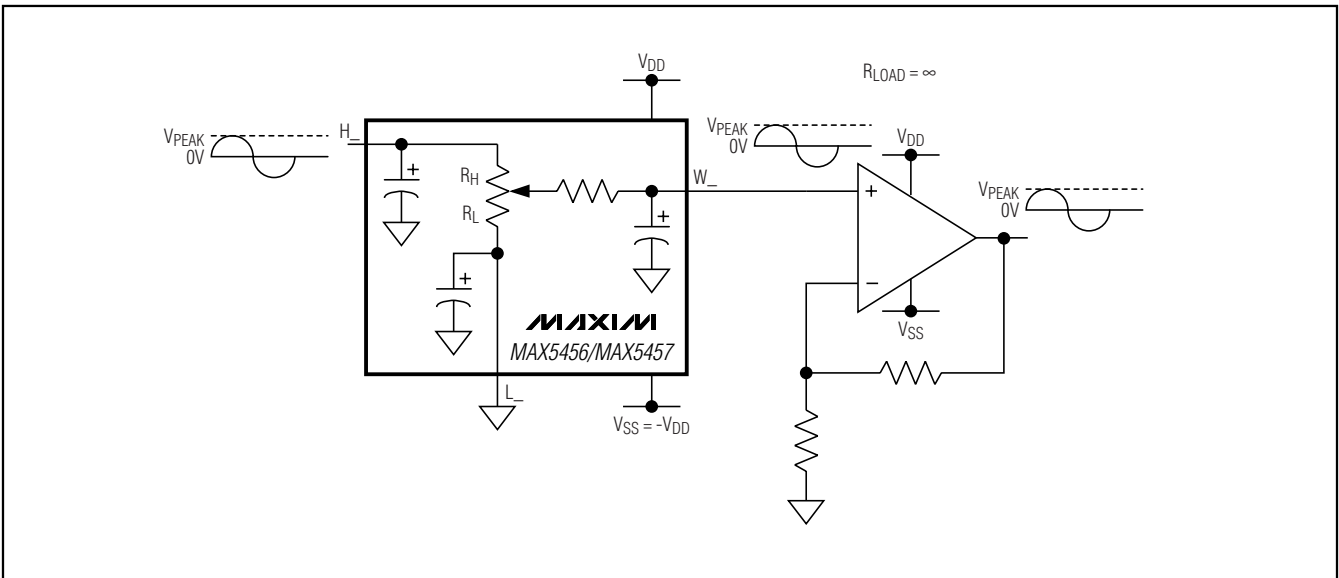 VDD
RLOAD = ∞
VPEAK
0V
H_
RH
RL
W_
VPEAK
0V
VDD
+
−
VSS
VPEAK
0V
+
+
+
MAXIM
MAX5456/MAX5457
L_
VSS = -VDD